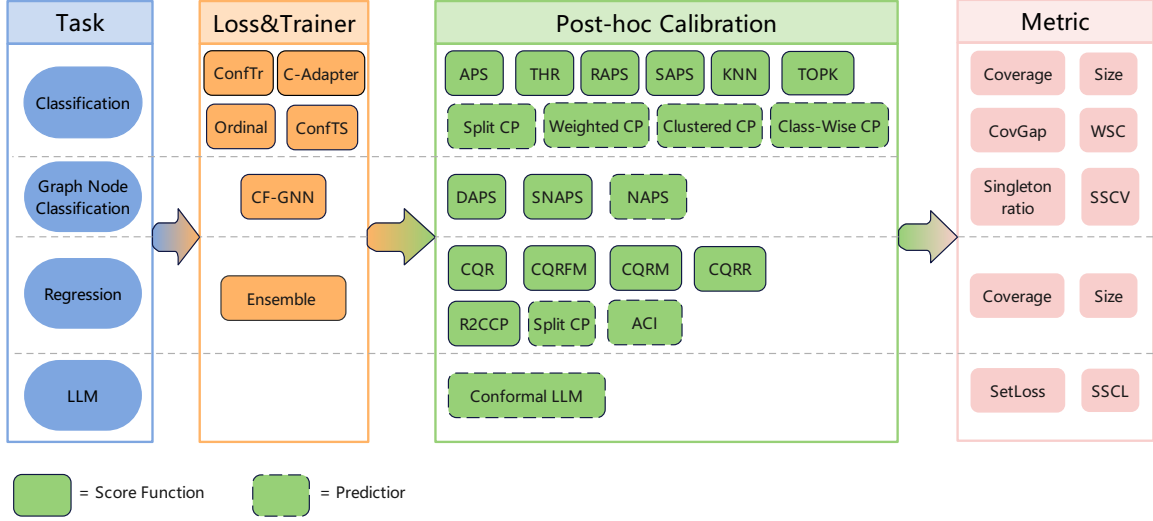 Task
Loss&Trainer
Post-hoc Calibration
Metric
Classification
ConfTr
C-Adapter
Ordinal
ConfTS
APS
THR
RAPS
SAPS
KNN
TOPK
Split CP
Weighted CP
Clustered CP
Class-Wise CP
Coverage
Size
CovGap
WSC
Graph Node
Classification
CF-GNN
DAPS
SNAPS
NAPS
Singleton
ratio
SSCV
Regression
Ensemble
CQR
CQRFM
CQRM
CQRR
R2CCP
Split CP
ACI
Coverage
Size
LLM
Conformal LLM
SetLoss
SSCL
= Score Function
= Predictior